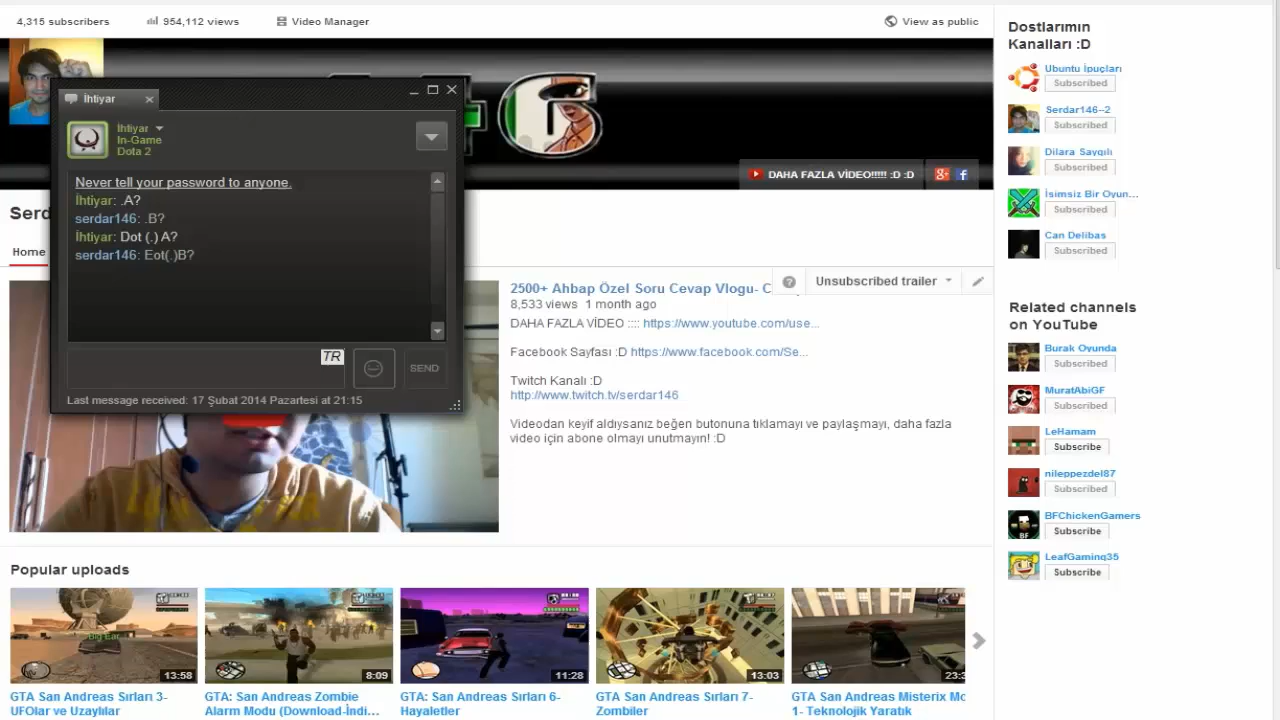 4,315 subscribers
954,112 views
Video Manager
View as public
İhtiyar
İhtiyar
In-Game
Dota 2
Never tell your password to anyone.
İhtiyar: .A?
serdar146: .B?
İhtiyar: Dot (.) A?
serdar146: Eot(.)B?
TR
SEND
Last message received: 17 Şubat 2014 Pazartesi at 21:15
G
DAHA FAZLA VİDEO!!!!! :D :D
Serd
Home
2500+ Ahbap Özel Soru Cevap Vlogu- C
Unsubscribed trailer
8,533 views 1 month ago
DAHA FAZLA VİDEO :::: https://www.youtube.com/use...
Facebook Sayfası :D https://www.facebook.com/Se...
Twitch Kanalı :D
http://www.twitch.tv/serdar146
Videodan keyif aldıysanız beğen butonuna tıklamayı ve paylaşmayı, daha fazla
video için abone olmayı unutmayın! :D
Popular uploads
Big Ear
13:58
8:09
11:28
13:03
23:3
GTA San Andreas Sırları 3-
UFOlar ve Uzaylılar
GTA: San Andreas Zombie
Alarm Modu (Download-İndi...
GTA: San Andreas Sırları 6-
Hayaletler
GTA San Andreas Sırları 7-
Zombiler
GTA San Andreas Misterix Mo
1- Teknolojik Yaratık
Dostlarımın
Kanalları :D
Ubuntu İpuçları
Subscribed
Serdar146--2
Subscribed
Dilara Saygılı
Subscribed
İsimsiz Bir Oyun...
Subscribed
Can Delibas
Subscribed
Related channels
on YouTube
Burak Oyunda
Subscribed
MuratAbiGF
Subscribed
LeHamam
Subscribe
nileppezdel87
Subscribed
BFChickenGamers
Subscribe
LeafGaming35
Subscribe